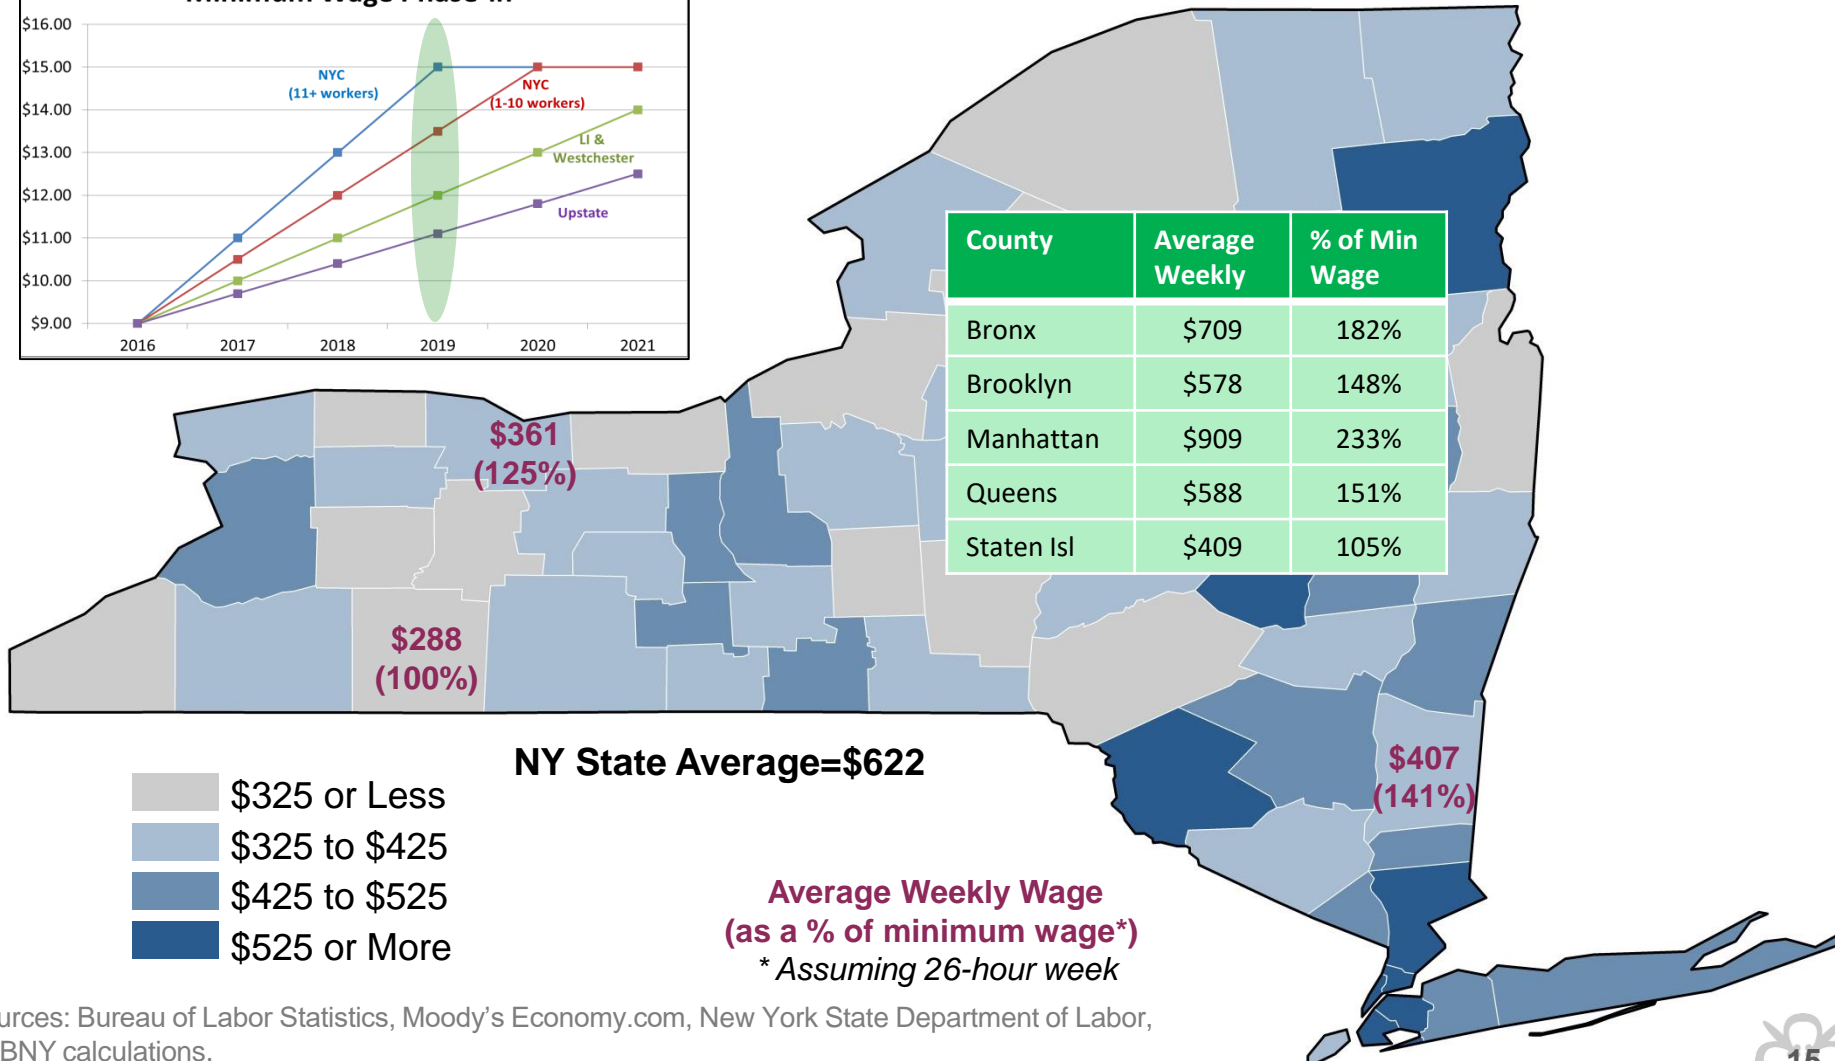 $16.00
$15.00
$14.00
$13.00
$12.00
$11.00
$10.00
$9.00
2016 2017 2018 2019 2020 2021
NYC
(11+ workers)
NYC
(1-10 workers)
LI &
Westchester
Upstate
County Average Weekly % of Min Wage
Bronx $709 182%
Brooklyn $578 148%
Manhattan $909 233%
Queens $588 151%
Staten Isl $409 105%
$361
(125%)
$288
(100%)
$407
(141%)
NY State Average=$622
$325 or Less
$325 to $425
$425 to $525
$525 or More
Average Weekly Wage
(as a % of minimum wage*)
* Assuming 26-hour week
urces: Bureau of Labor Statistics, Moody's Economy.com, New York State Department of Labor,
BNY calculations.
15